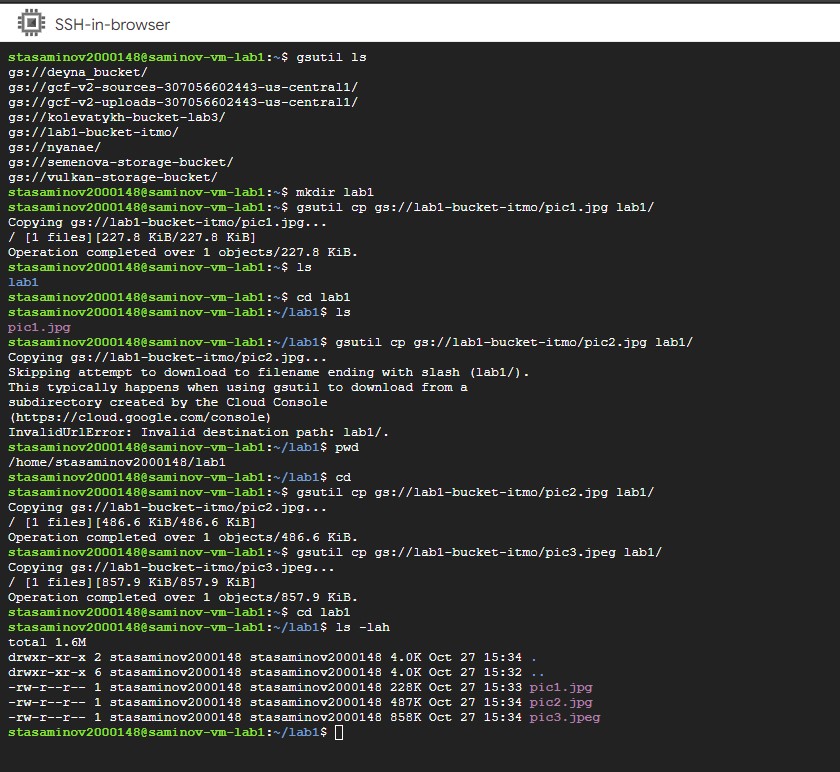 SSH-in-browser
stasaminov2000148@saminov-vm-lab1:~$ gsutil ls
gs://deyna_bucket/
gs://gcf-v2-sources-307056602443-us-central1/
gs://gcf-v2-uploads-307056602443-us-central1/
gs://kolevatykh-bucket-lab3/
gs://lab1-bucket-itmo/
gs://nyanae/
gs://semenova-storage-bucket/
gs://vulkan-storage-bucket/
stasaminov2000148@saminov-vm-lab1:~$ mkdir lab1
stasaminov2000148@saminov-vm-lab1:~$ gsutil cp gs://lab1-bucket-itmo/pic1.jpg lab1/
Copying gs://lab1-bucket-itmo/pic1.jpg...
/ [1 files][227.8 KiB/227.8 KiB]
Operation completed over 1 objects/227.8 KiB.
stasaminov2000148@saminov-vm-lab1:~$ ls
lab1
stasaminov2000148@saminov-vm-lab1:~$ cd lab1
stasaminov2000148@saminov-vm-lab1:~/lab1$ ls
pic1.jpg
stasaminov2000148@saminov-vm-lab1:~/lab1$ gsutil cp gs://lab1-bucket-itmo/pic2.jpg lab1/
Copying gs://lab1-bucket-itmo/pic2.jpg...
Skipping attempt to download to filename ending with slash (lab1/).
This typically happens when using gsutil to download from a
subdirectory created by the Cloud Console
(https://cloud.google.com/console)
InvalidUrlError: Invalid destination path: lab1/.
stasaminov2000148@saminov-vm-lab1:~/lab1$ pwd
/home/stasaminov2000148/lab1
stasaminov2000148@saminov-vm-lab1:~/lab1$ cd
stasaminov2000148@saminov-vm-lab1:~$ gsutil cp gs://lab1-bucket-itmo/pic2.jpg lab1/
Copying gs://lab1-bucket-itmo/pic2.jpg...
/ [1 files][486.6 KiB/486.6 KiB]
Operation completed over 1 objects/486.6 KiB.
stasaminov2000148@saminov-vm-lab1:~$ gsutil cp gs://lab1-bucket-itmo/pic3.jpeg lab1/
Copying gs://lab1-bucket-itmo/pic3.jpeg...
/ [1 files][857.9 KiB/857.9 KiB]
Operation completed over 1 objects/857.9 KiB.
stasaminov2000148@saminov-vm-lab1:~$ cd lab1
stasaminov2000148@saminov-vm-lab1:~/lab1$ ls -lah
total 1.6M
drwxr-xr-x 2 stasaminov2000148 stasaminov2000148 4.0K Oct 27 15:34 .
drwxr-xr-x 6 stasaminov2000148 stasaminov2000148 4.0K Oct 27 15:32 ..
-rw-r--r-- 1 stasaminov2000148 stasaminov2000148 228K Oct 27 15:33 pic1.jpg
-rw-r--r-- 1 stasaminov2000148 stasaminov2000148 487K Oct 27 15:34 pic2.jpg
-rw-r--r-- 1 stasaminov2000148 stasaminov2000148 858K Oct 27 15:34 pic3.jpeg
stasaminov2000148@saminov-vm-lab1:~/lab1$